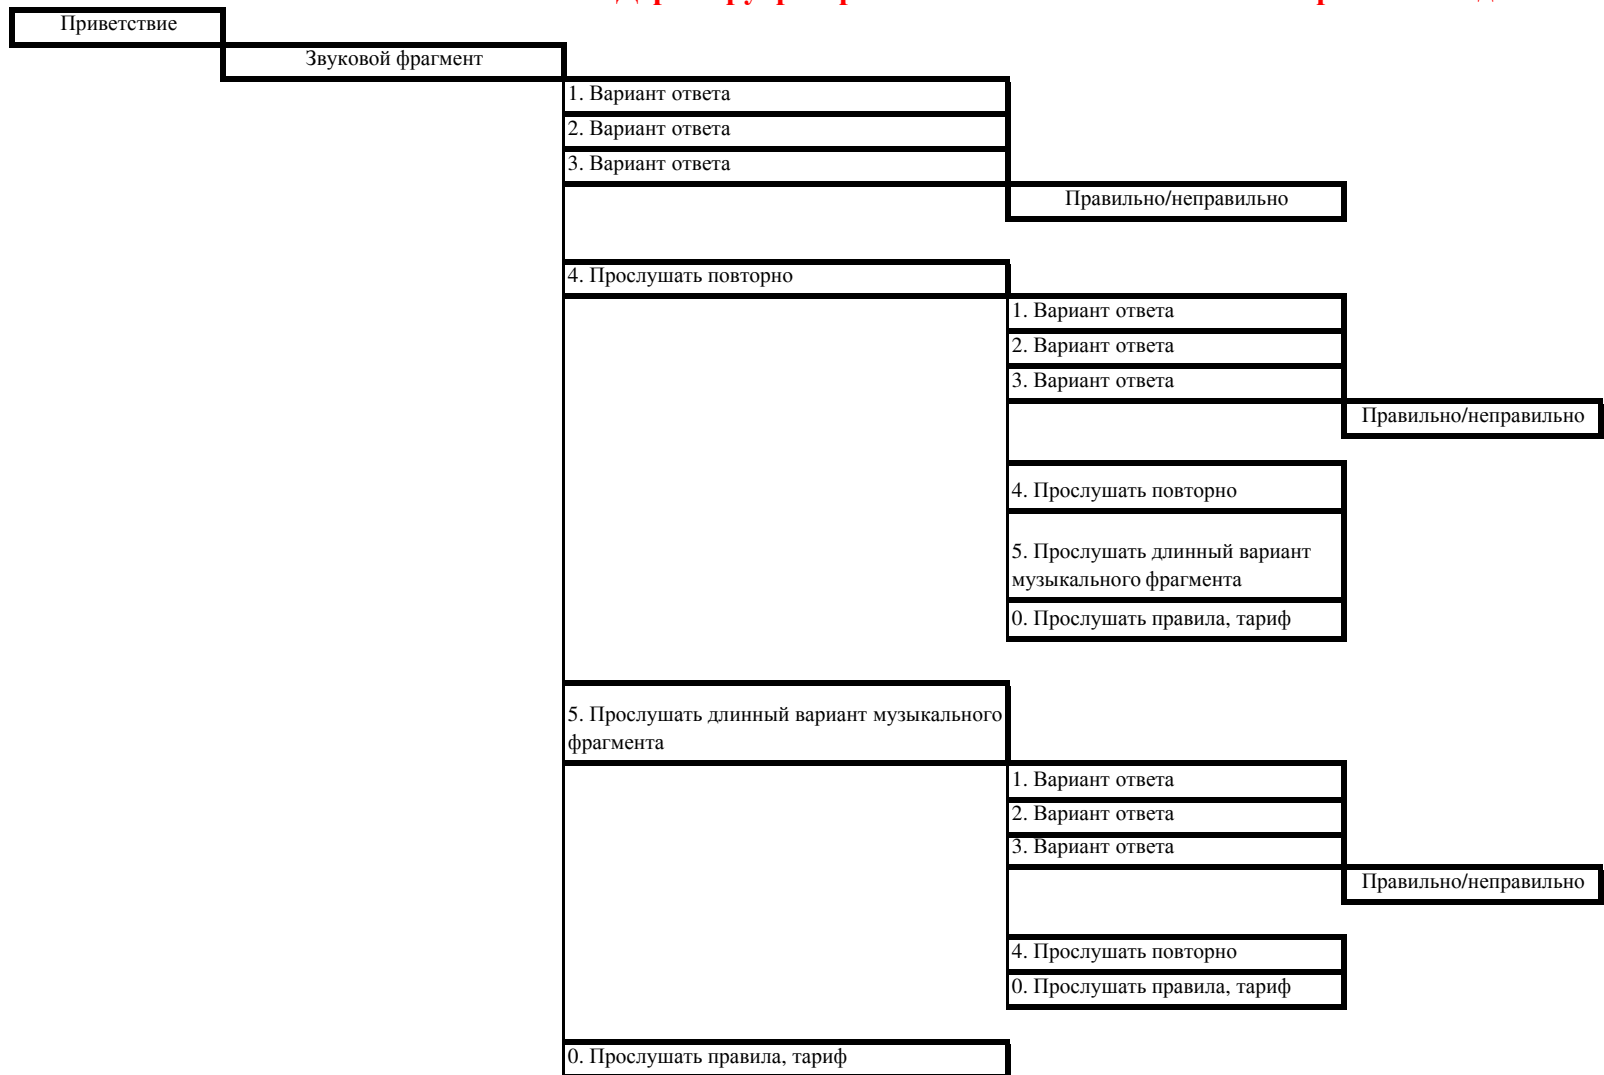 Приветствие
Звуковой фрагмент
1. Вариант ответа
2. Вариант ответа
3. Вариант ответа
Правильно/неправильно
4. Прослушать повторно
1. Вариант ответа
2. Вариант ответа
3. Вариант ответа
Правильно/неправильно
4. Прослушать повторно
5. Прослушать длинный вариант
музыкального фрагмента
0. Прослушать правила, тариф
5. Прослушать длинный вариант музыкального
фрагмента
1. Вариант ответа
2. Вариант ответа
3. Вариант ответа
Правильно/неправильно
4. Прослушать повторно
0. Прослушать правила, тариф
0. Прослушать правила, тариф